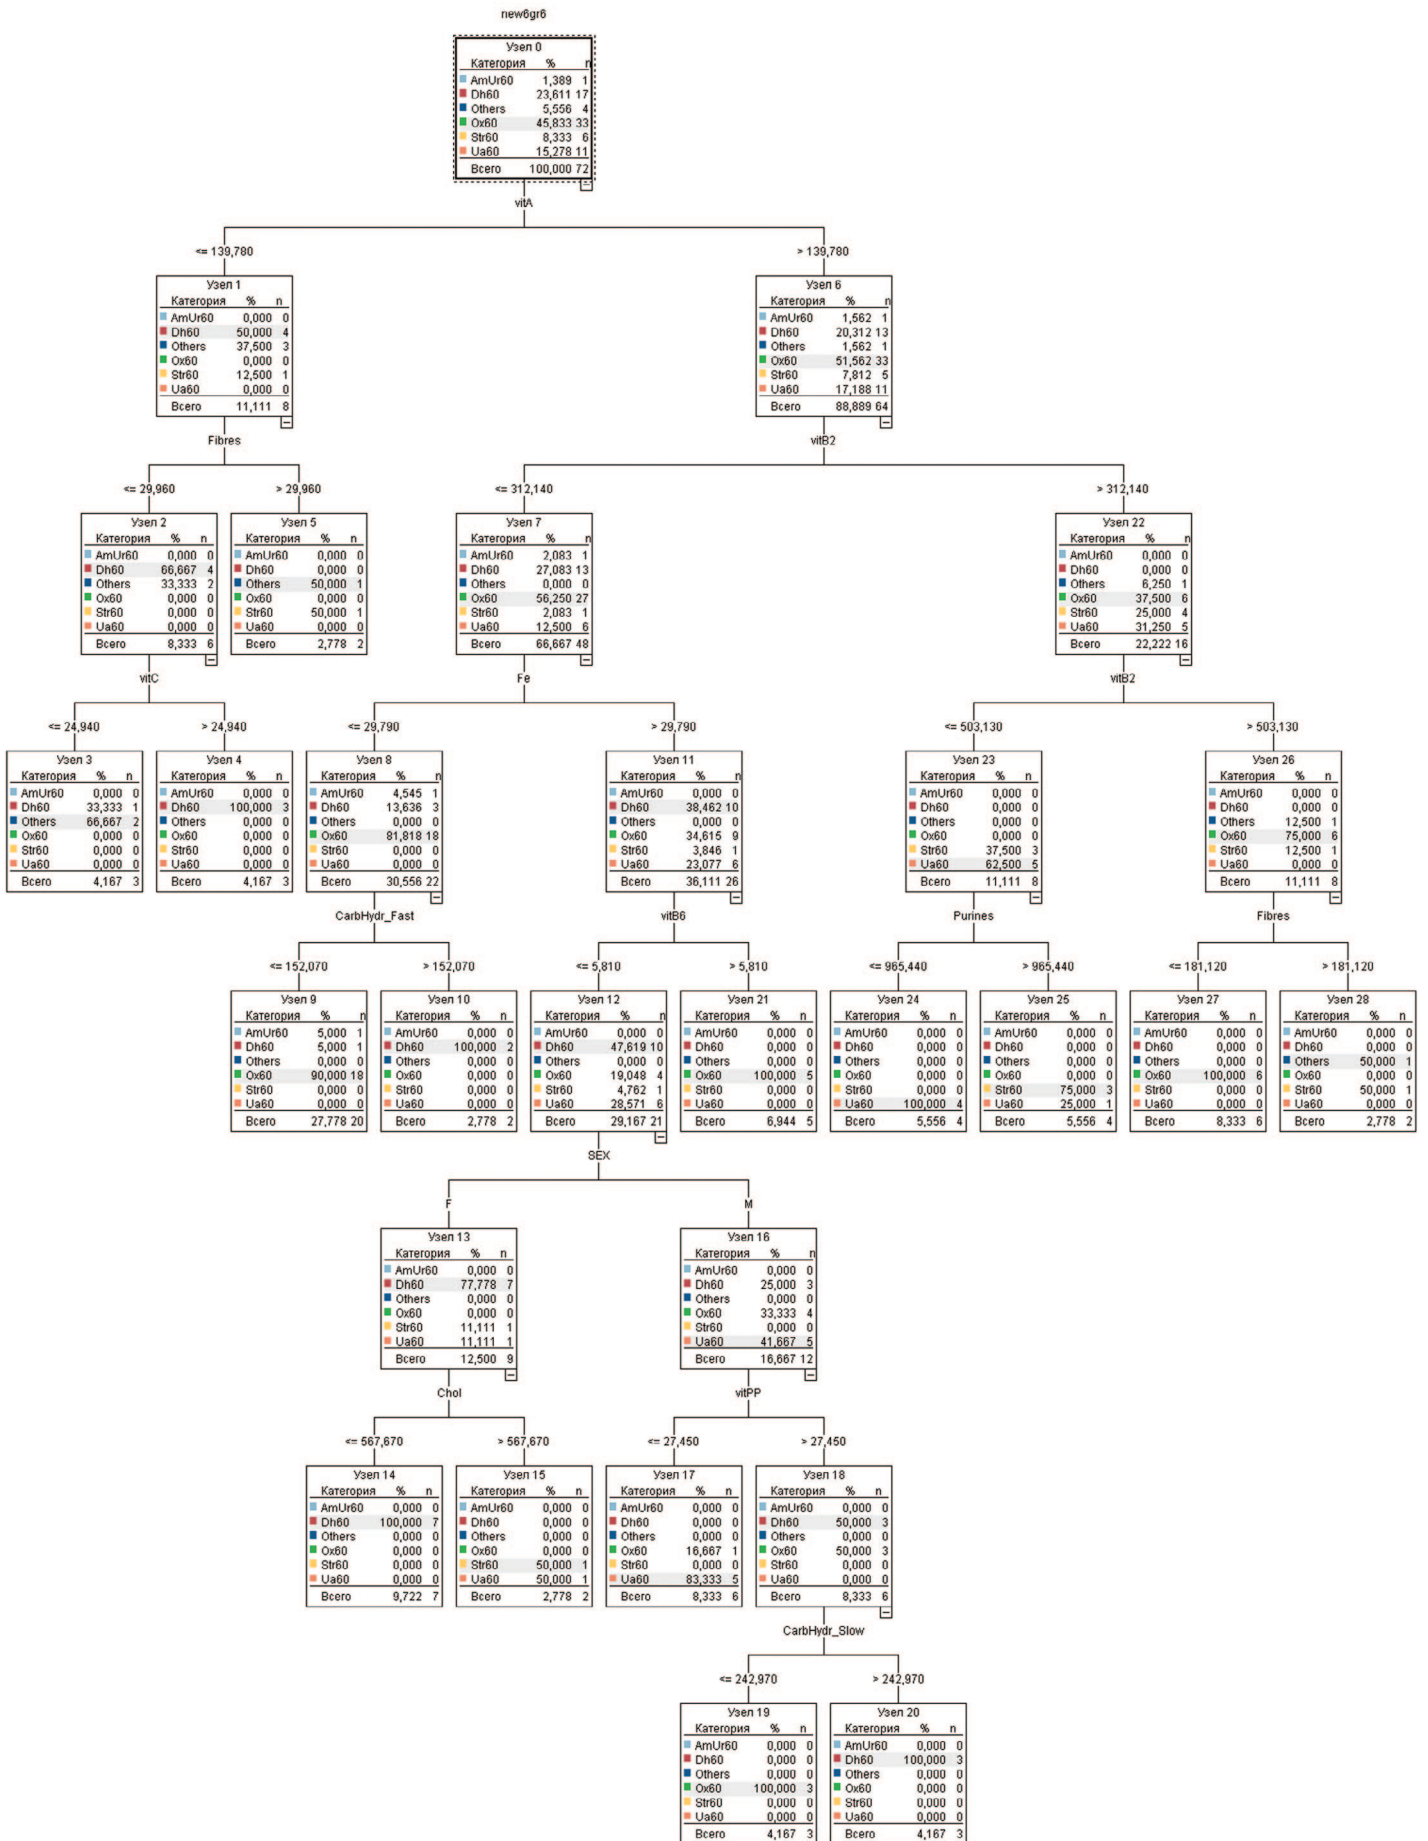 new6gr6
Узел 0
Категория % n
AmUr60 1,389 1
Dh60 23,611 17
Others 5,556 4
Ox60 45,833 33
Str60 8,333 6
Ua60 15,278 11
Всего 100,000 72
vitA
<= 139,780
> 139,780
Узел 1
Категория % n
AmUr60 0,000 0
Dh60 50,000 4
Others 37,500 3
Ox60 0,000 0
Str60 12,500 1
Ua60 0,000 0
Всего 11,111 8
Fibres
Узел 6
Категория % n
AmUr60 1,562 1
Dh60 20,312 13
Others 1,562 1
Ox60 51,562 33
Str60 7,812 5
Ua60 17,188 11
Всего 88,889 64
vitB2
<= 29,960
> 29,960
<= 312,140
> 312,140
Узел 2
Категория % n
AmUr60 0,000 0
Dh60 66,667 4
Others 33,333 2
Ox60 0,000 0
Str60 0,000 0
Ua60 0,000 0
Всего 8,333 6
vitC
Узел 5
Категория % n
AmUr60 0,000 0
Dh60 0,000 0
Others 50,000 1
Ox60 0,000 0
Str60 50,000 1
Ua60 0,000 0
Всего 2,778 2
Узел 7
Категория % n
AmUr60 2,083 1
Dh60 27,083 13
Others 0,000 0
Ox60 56,250 27
Str60 2,083 1
Ua60 12,500 6
Всего 66,667 48
Fe
Узел 22
Категория % n
AmUr60 0,000 0
Dh60 0,000 0
Others 6,250 1
Ox60 37,500 6
Str60 25,000 4
Ua60 31,250 5
Всего 22,222 16
vitB2
<= 24,940
> 24,940
<= 29,790
> 29,790
<= 503,130
> 503,130
Узел 3
Категория % n
AmUr60 0,000 0
Dh60 33,333 1
Others 66,667 2
Ox60 0,000 0
Str60 0,000 0
Ua60 0,000 0
Всего 4,167 3
Узел 4
Категория % n
AmUr60 0,000 0
Dh60 100,000 3
Others 0,000 0
Ox60 0,000 0
Str60 0,000 0
Ua60 0,000 0
Всего 4,167 3
Узел 8
Категория % n
AmUr60 4,545 1
Dh60 13,636 3
Others 0,000 0
Ox60 81,818 18
Str60 0,000 0
Ua60 0,000 0
Всего 30,556 22
CarbHydr_Fast
Узел 11
Категория % n
AmUr60 0,000 0
Dh60 38,462 10
Others 0,000 0
Ox60 34,615 9
Str60 3,846 1
Ua60 23,077 6
Всего 36,111 26
vitB6
Узел 23
Категория % n
AmUr60 0,000 0
Dh60 0,000 0
Others 0,000 0
Ox60 0,000 0
Str60 37,500 3
Ua60 62,500 5
Всего 11,111 8
Purines
Узел 26
Категория % n
AmUr60 0,000 0
Dh60 0,000 0
Others 12,500 1
Ox60 75,000 6
Str60 12,500 1
Ua60 0,000 0
Всего 11,111 8
Fibres
<= 152,070
> 152,070
<= 5,810
> 5,810
<= 965,440
> 965,440
<= 181,120
> 181,120
Узел 9
Категория % n
AmUr60 5,000 1
Dh60 5,000 1
Others 0,000 0
Ox60 90,000 18
Str60 0,000 0
Ua60 0,000 0
Всего 27,778 20
Узел 10
Категория % n
AmUr60 0,000 0
Dh60 100,000 2
Others 0,000 0
Ox60 0,000 0
Str60 0,000 0
Ua60 0,000 0
Всего 2,778 2
Узел 12
Категория % n
AmUr60 0,000 0
Dh60 47,619 10
Others 0,000 0
Ox60 19,048 4
Str60 4,762 1
Ua60 28,571 6
Всего 29,167 21
SEX
Узел 21
Категория % n
AmUr60 0,000 0
Dh60 0,000 0
Others 0,000 0
Ox60 100,000 5
Str60 0,000 0
Ua60 0,000 0
Всего 6,944 5
Узел 24
Категория % n
AmUr60 0,000 0
Dh60 0,000 0
Others 0,000 0
Ox60 0,000 0
Str60 0,000 0
Ua60 100,000 4
Всего 5,556 4
Узел 25
Категория % n
AmUr60 0,000 0
Dh60 0,000 0
Others 0,000 0
Ox60 0,000 0
Str60 75,000 3
Ua60 25,000 1
Всего 5,556 4
Узел 27
Категория % n
AmUr60 0,000 0
Dh60 0,000 0
Others 0,000 0
Ox60 100,000 6
Str60 0,000 0
Ua60 0,000 0
Всего 8,333 6
Узел 28
Категория % n
AmUr60 0,000 0
Dh60 0,000 0
Others 50,000 1
Ox60 0,000 0
Str60 50,000 1
Ua60 0,000 0
Всего 2,778 2
F
M
Узел 13
Категория % n
AmUr60 0,000 0
Dh60 77,778 7
Others 0,000 0
Ox60 0,000 0
Str60 11,111 1
Ua60 11,111 1
Всего 12,500 9
Chol
Узел 16
Категория % n
AmUr60 0,000 0
Dh60 25,000 3
Others 0,000 0
Ox60 33,333 4
Str60 0,000 0
Ua60 41,667 5
Всего 16,667 12
vitPP
<= 567,670
> 567,670
<= 27,450
> 27,450
Узел 14
Категория % n
AmUr60 0,000 0
Dh60 100,000 7
Others 0,000 0
Ox60 0,000 0
Str60 0,000 0
Ua60 0,000 0
Всего 9,722 7
Узел 15
Категория % n
AmUr60 0,000 0
Dh60 0,000 0
Others 0,000 0
Ox60 0,000 0
Str60 50,000 1
Ua60 50,000 1
Всего 2,778 2
Узел 17
Категория % n
AmUr60 0,000 0
Dh60 0,000 0
Others 0,000 0
Ox60 16,667 1
Str60 0,000 0
Ua60 83,333 5
Всего 8,333 6
Узел 18
Категория % n
AmUr60 0,000 0
Dh60 50,000 3
Others 0,000 0
Ox60 50,000 3
Str60 0,000 0
Ua60 0,000 0
Всего 8,333 6
CarbHydr_Slow
<= 242,970
> 242,970
Узел 19
Категория % n
AmUr60 0,000 0
Dh60 0,000 0
Others 0,000 0
Ox60 100,000 3
Str60 0,000 0
Ua60 0,000 0
Всего 4,167 3
Узел 20
Категория % n
AmUr60 0,000 0
Dh60 100,000 3
Others 0,000 0
Ox60 0,000 0
Str60 0,000 0
Ua60 0,000 0
Всего 4,167 3